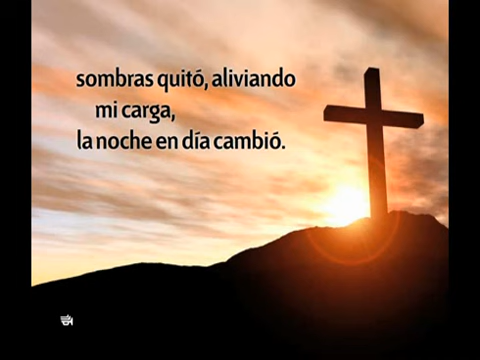 sombras quitó, aliviando
mi carga,
la noche en día cambió.